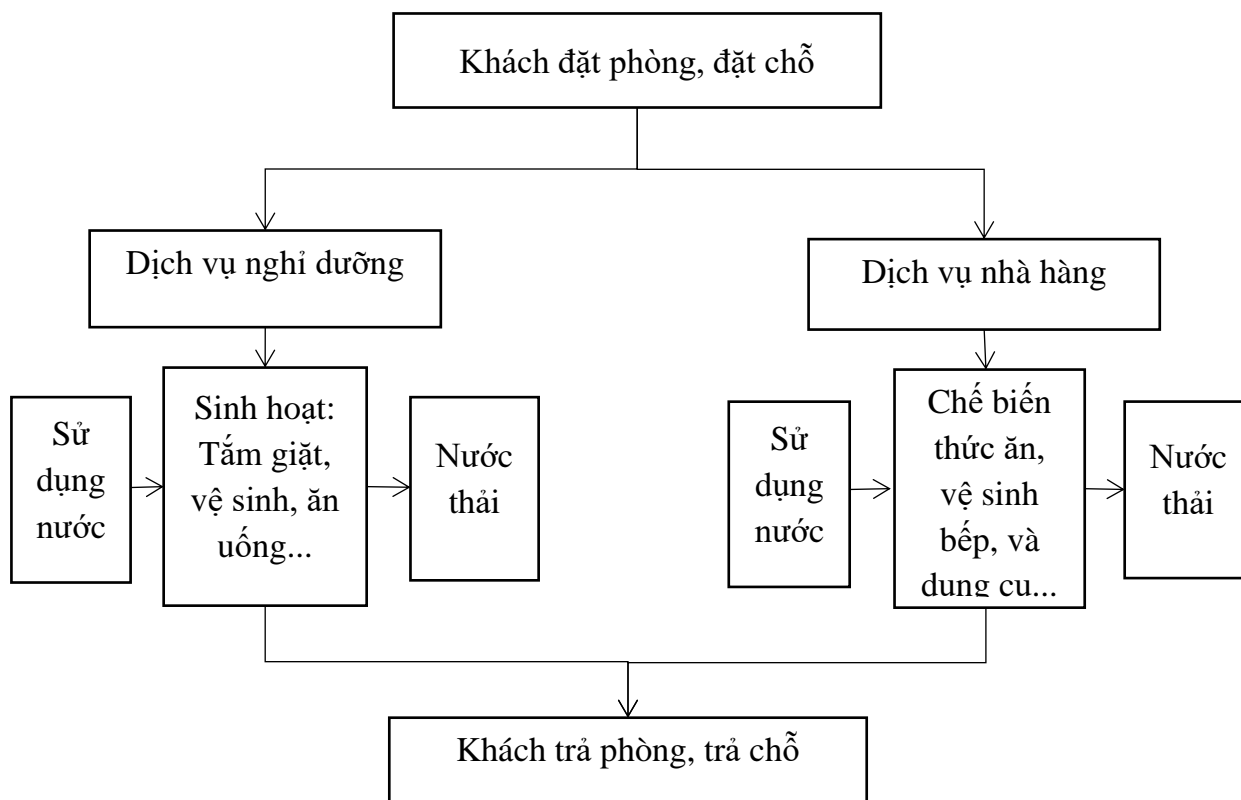 Khách đặt phòng, đặt chỗ
Dịch vụ nghỉ dưỡng
Dịch vụ nhà hàng
Sử
dụng
nước
Sinh hoạt:
Tắm giặt,
vệ sinh, ăn
uống...
Nước
thải
Sử
dụng
nước
Chế biến
thức ăn,
vệ sinh
bếp, và
dụng cụ...
Nước
thải
Khách trả phòng, trả chỗ